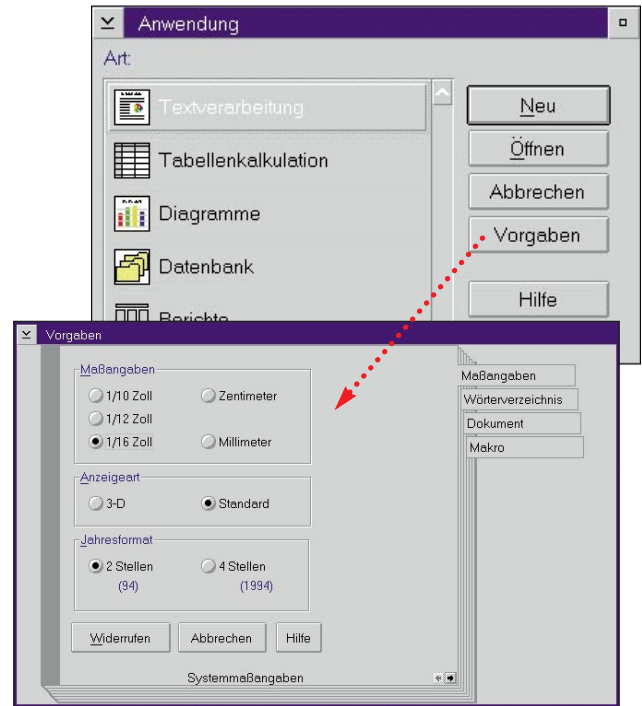 Anwendung
Art:
Textverarbeitung
Tabellenkalkulation
Diagramme
Datenbank
Berichte
Neu
Öffnen
Abbrechen
Vorgaben
Hilfe
Vorgaben
Maßangaben
1/10 Zoll
Zentimeter
1/12 Zoll
1/16 Zoll
Millimeter
Anzeigeart
3-D
Standard
Jahresformat
2 Stellen
4 Stellen
(94)
(1994)
Widerrufen
Abbrechen
Hilfe
Systemmaßangaben
Maßangaben
Wörterverzeichnis
Dokument
Makro